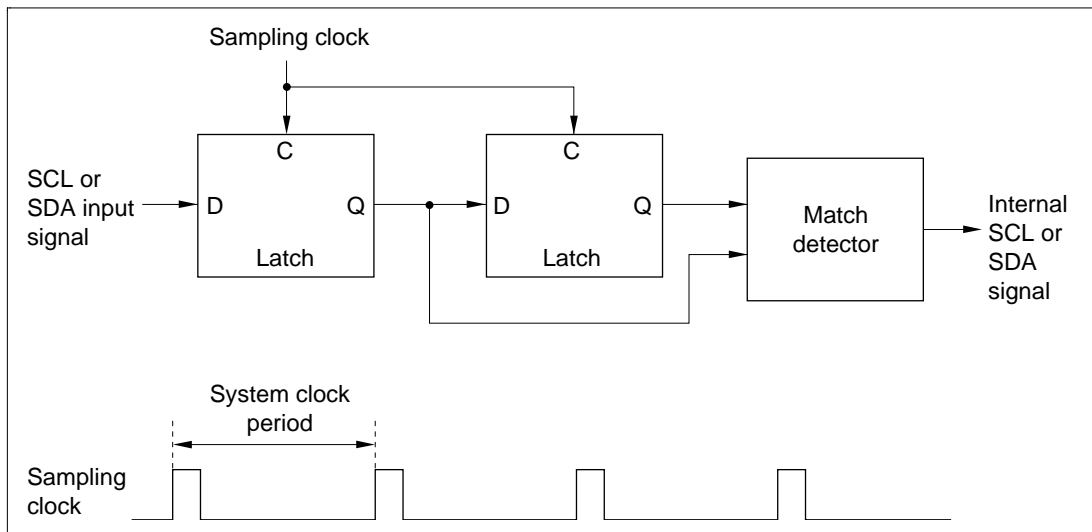 Sampling clock
C
C
SCL or
SDA input
signal
D
Q
D
Q
Latch
Latch
Match
detector
Internal
SCL or
SDA
signal
System clock
period
Sampling
clock